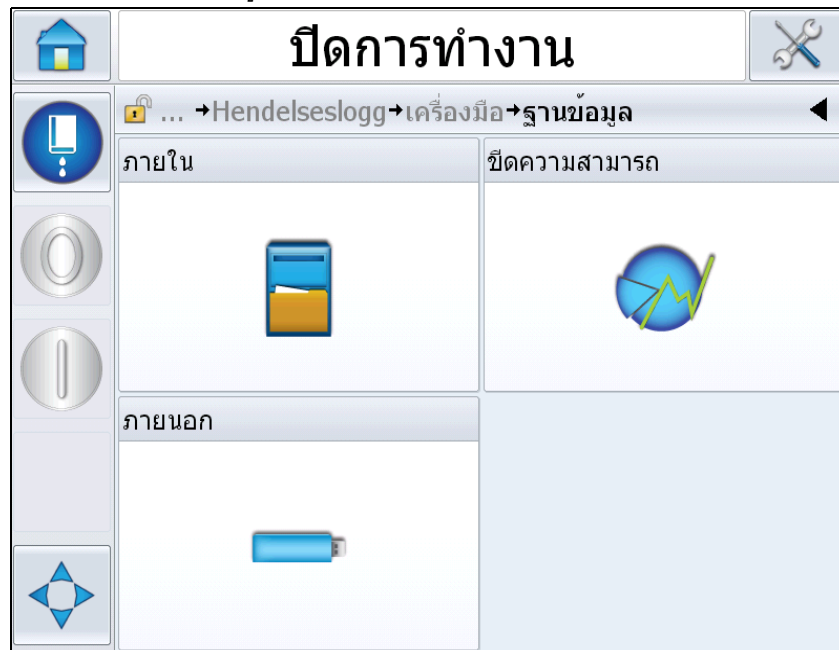 ปิดการทำงาน
... →Hendelseslogg→เครื่องมือ→ฐานข้อมูล
ภายใน
ขีดความสามารถ
ภายนอก